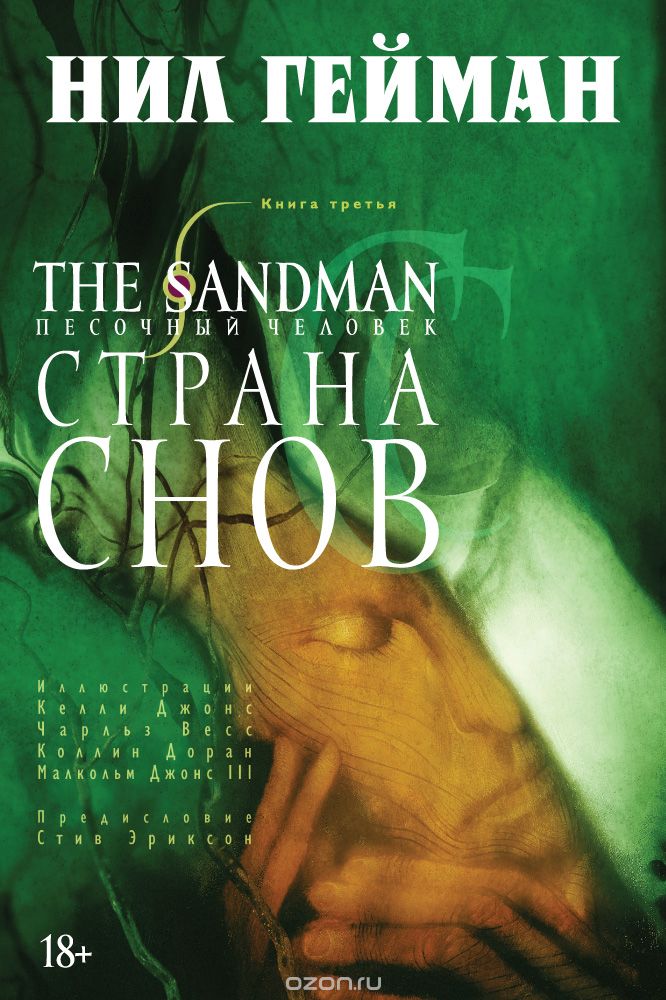 НИЛ ГЕЙМАН
Книга третья
THE SANDMAN
ПЕСОЧНЫЙ ЧЕЛОВЕК
СТРАНА
СНОВ
Иллюстрации
Келли Джонс
Чарльз Весс
Коллин Доран
Малкольм Джонс III
Предисловие
Стив Эриксон
18+
ozon.ru